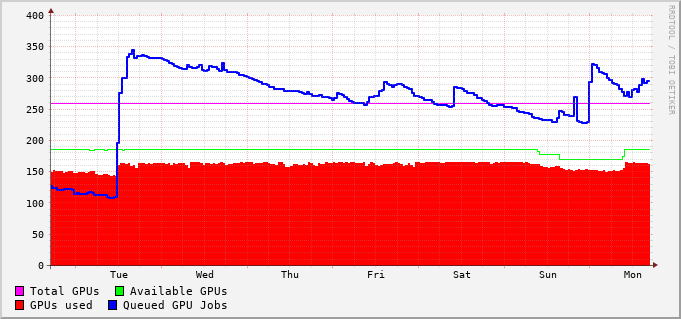 400
350
300
250
200
150
100
50
0
Tue Wed Thu Fri Sat Sun Mon
Total GPUs Available GPUs
GPUs used Queued GPU Jobs
RRDTOOL / TOBI OETIKER